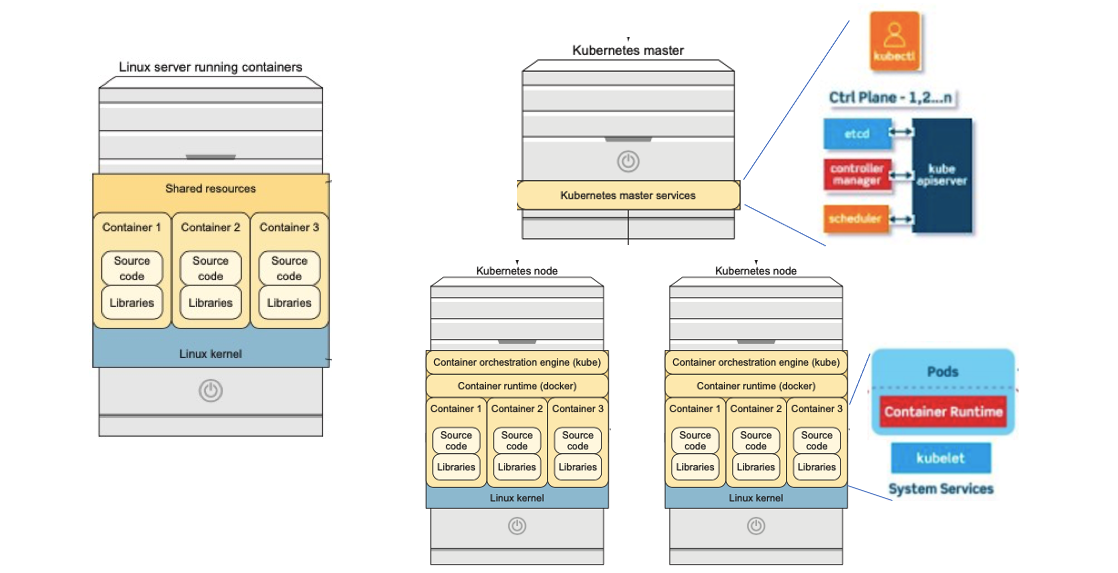 Linux server running containers
Shared resources
Container 1
Container 2
Container 3
Source
code
Source
code
Source
code
Libraries
Libraries
Libraries
Linux kernel
Kubernetes master
Kubernetes master services
kubectl
Ctrl Plane - 1,2...n
etcd
controller
manager
scheduler
kube
apiserver
Kubernetes node
Container orchestration engine (kube)
Container runtime (docker)
Container 1
Container 2
Container 3
Source
code
Source
code
Source
code
Libraries
Libraries
Libraries
Linux kernel
Kubernetes node
Container orchestration engine (kube)
Container runtime (docker)
Container 1
Container 2
Container 3
Source
code
Source
code
Source
code
Libraries
Libraries
Libraries
Linux kernel
Pods
Container Runtime
kubelet
System Services